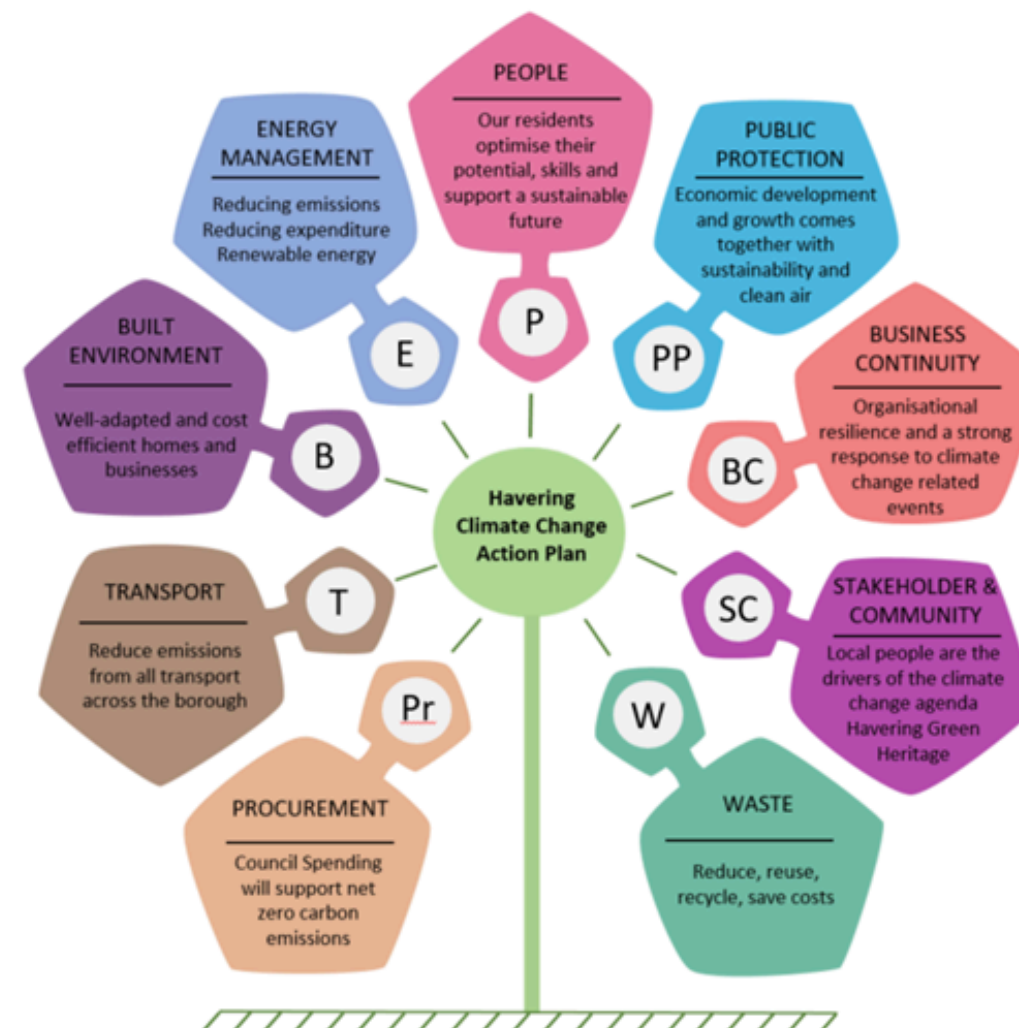 PEOPLE
Our residents
optimise their
potential, skills and
support a sustainable
future
P
ENERGY
MANAGEMENT
Reducing emissions
Reducing expenditure
Renewable energy
E
PUBLIC
PROTECTION
Economic development
and growth comes
together with
sustainability and
clean air
PP
BUILT
ENVIRONMENT
Well-adapted and cost
efficient homes and
businesses
B
BUSINESS
CONTINUITY
Organisational
resilience and a strong
response to climate
change related
events
BC
Havering
Climate Change
Action Plan
TRANSPORT
Reduce emissions
from all transport
across the borough
T
STAKEHOLDER &
COMMUNITY
Local people are the
drivers of the climate
change agenda
Havering Green
Heritage
SC
PROCUREMENT
Council Spending
will support net
zero carbon
emissions
Pr
WASTE
Reduce, reuse,
recycle, save costs
W